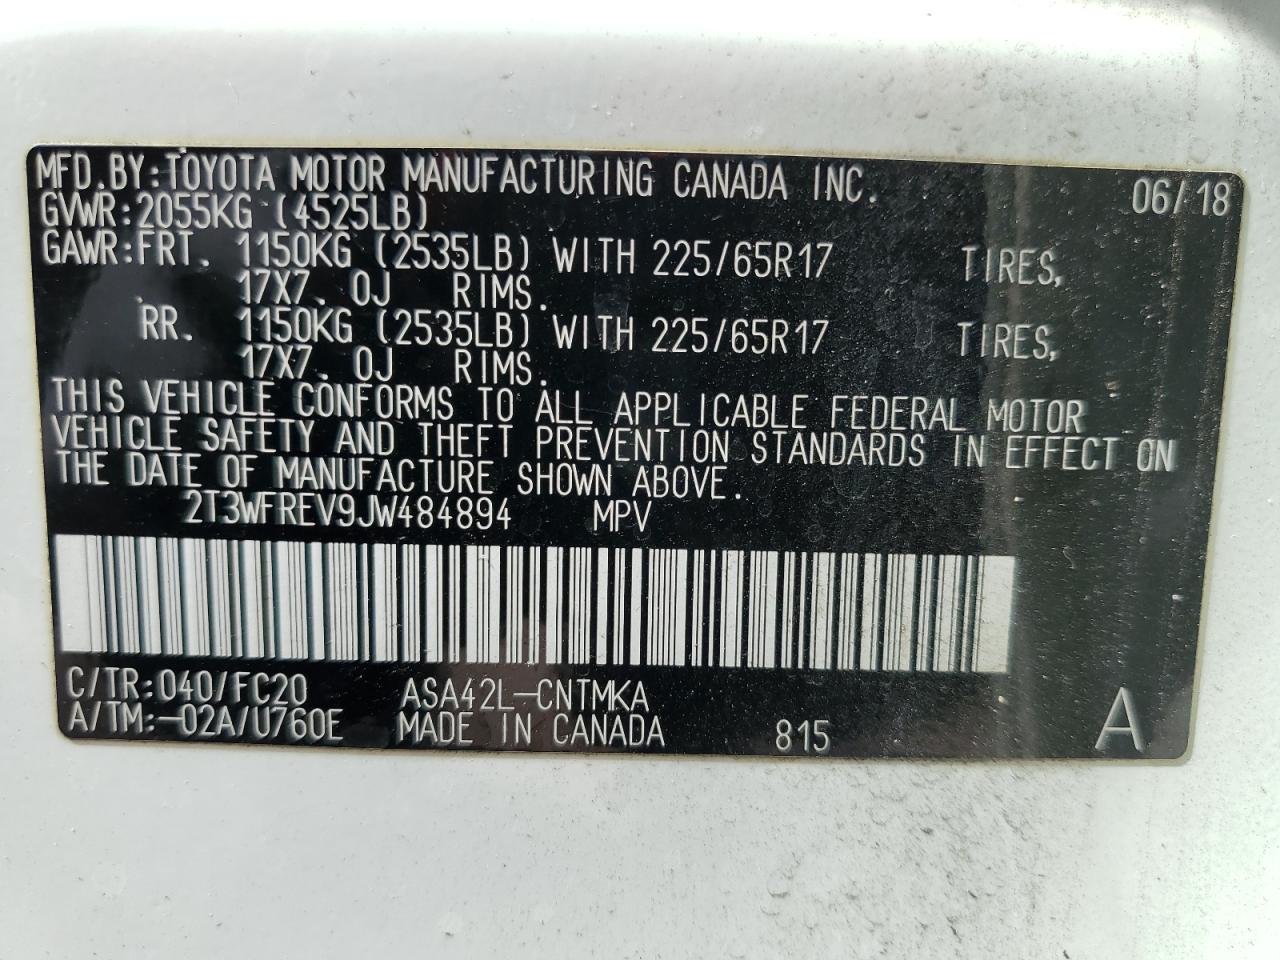 MFD.BY:TOYOTA MOTOR MANUFACTURING CANADA INC. 06/18
GVWR:2055KG (4525LB)
GAWR:FRT. 1150KG (2535LB) WITH 225/65R17 TIRES,
17X7. 0J RIMS.
RR. 1150KG (2535LB) WITH 225/65R17 TIRES,
17X7. 0J RIMS.
THIS VEHICLE CONFORMS TO ALL APPLICABLE FEDERAL MOTOR
VEHICLE SAFETY AND THEFT PREVENTION STANDARDS IN EFFECT ON
THE DATE OF MANUFACTURE SHOWN ABOVE.
2T3WFREV9JW484894 MPV
C/TR:040/FC20 ASA42L-CNTMKA
A/TM:-02A/U760E MADE IN CANADA 815 A